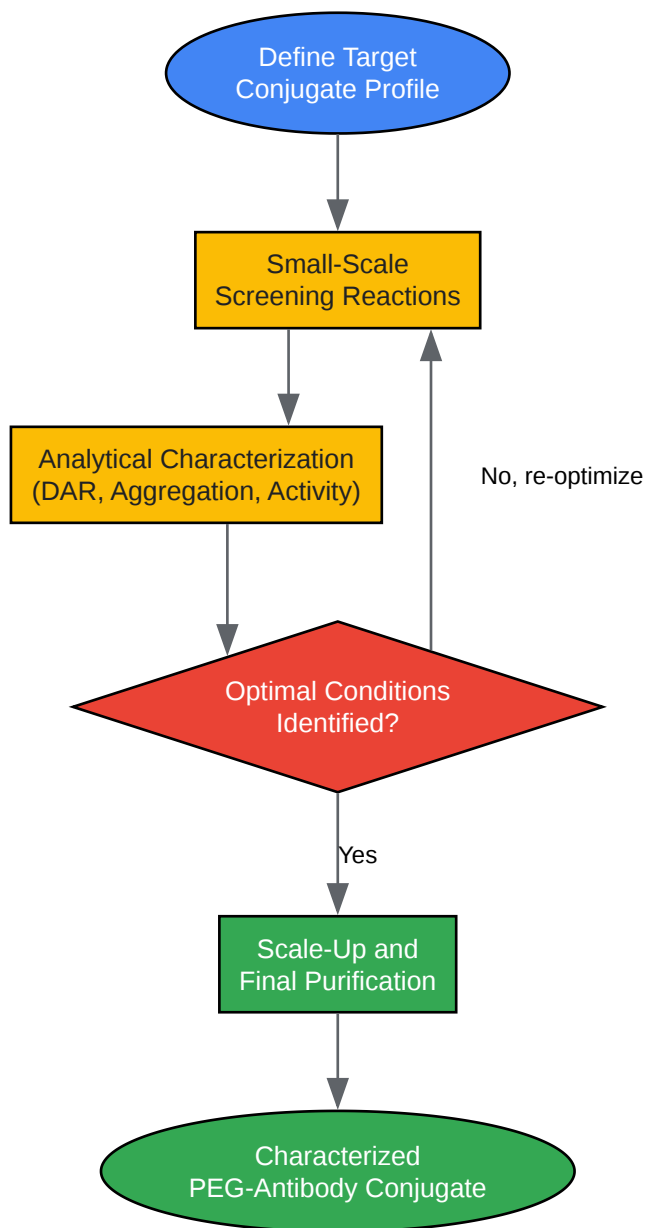 Define Target
Conjugate Profile
Small-Scale
Screening Reactions
Analytical Characterization
(DAR, Aggregation, Activity)
No, re-optimize
Optimal Conditions
Identified?
Yes
Scale-Up and
Final Purification
Characterized
PEG-Antibody Conjugate